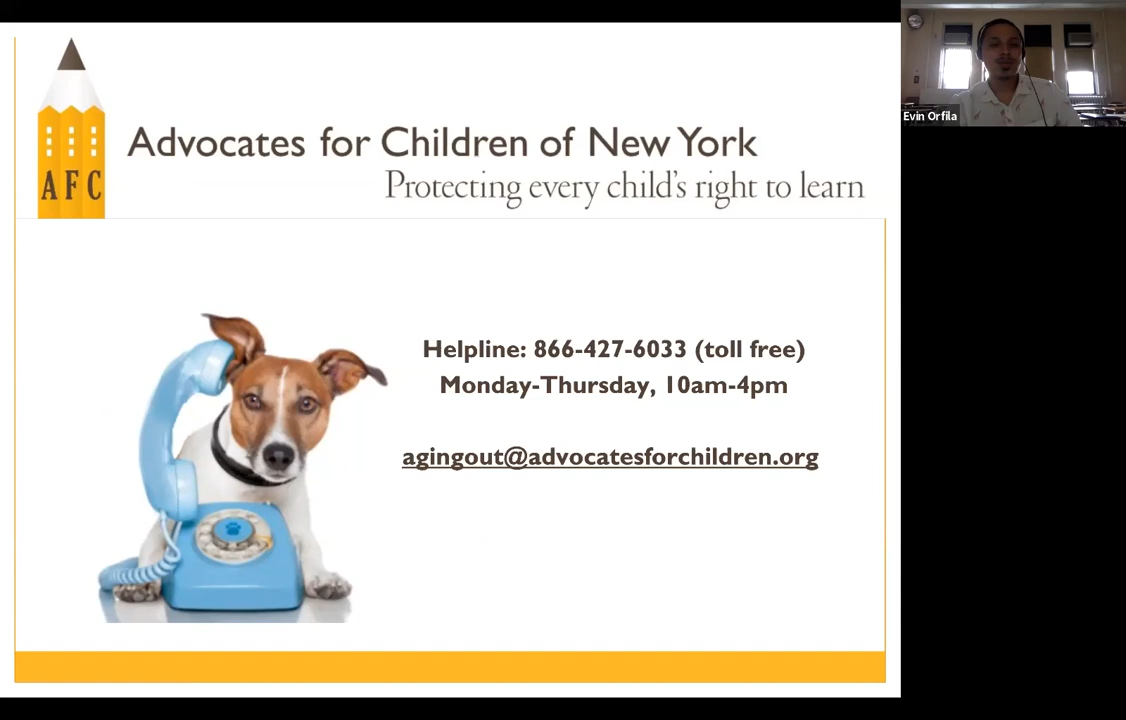 AFC
Advocates for Children of New York
Protecting every child's right to learn
Helpline: 866-427-6033 (toll free)
Monday-Thursday, 10am-4pm
agingout@advocatesforchildren.org
Evin Orfila